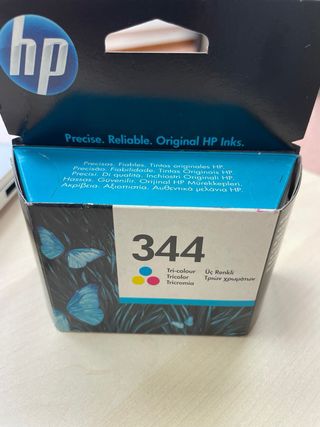 hp
Precise. Reliable. Original HP Inks.
Precisas. Fiables. Tintas originales HP.
Precisão. Fiabilidade. Tintas Originais HP
Precisi. Di qualità. Inchiostri Originali HP
Hassas. Güvenilir. Orijinal HP Mürekkepleri.
Ακρίβεια. Αξιοπιστία. Αυθεντικά μελάνια HP.
344
Tri-colour
Tricolor
Tricromia
Üç Renkli
Τριών χρωμάτων